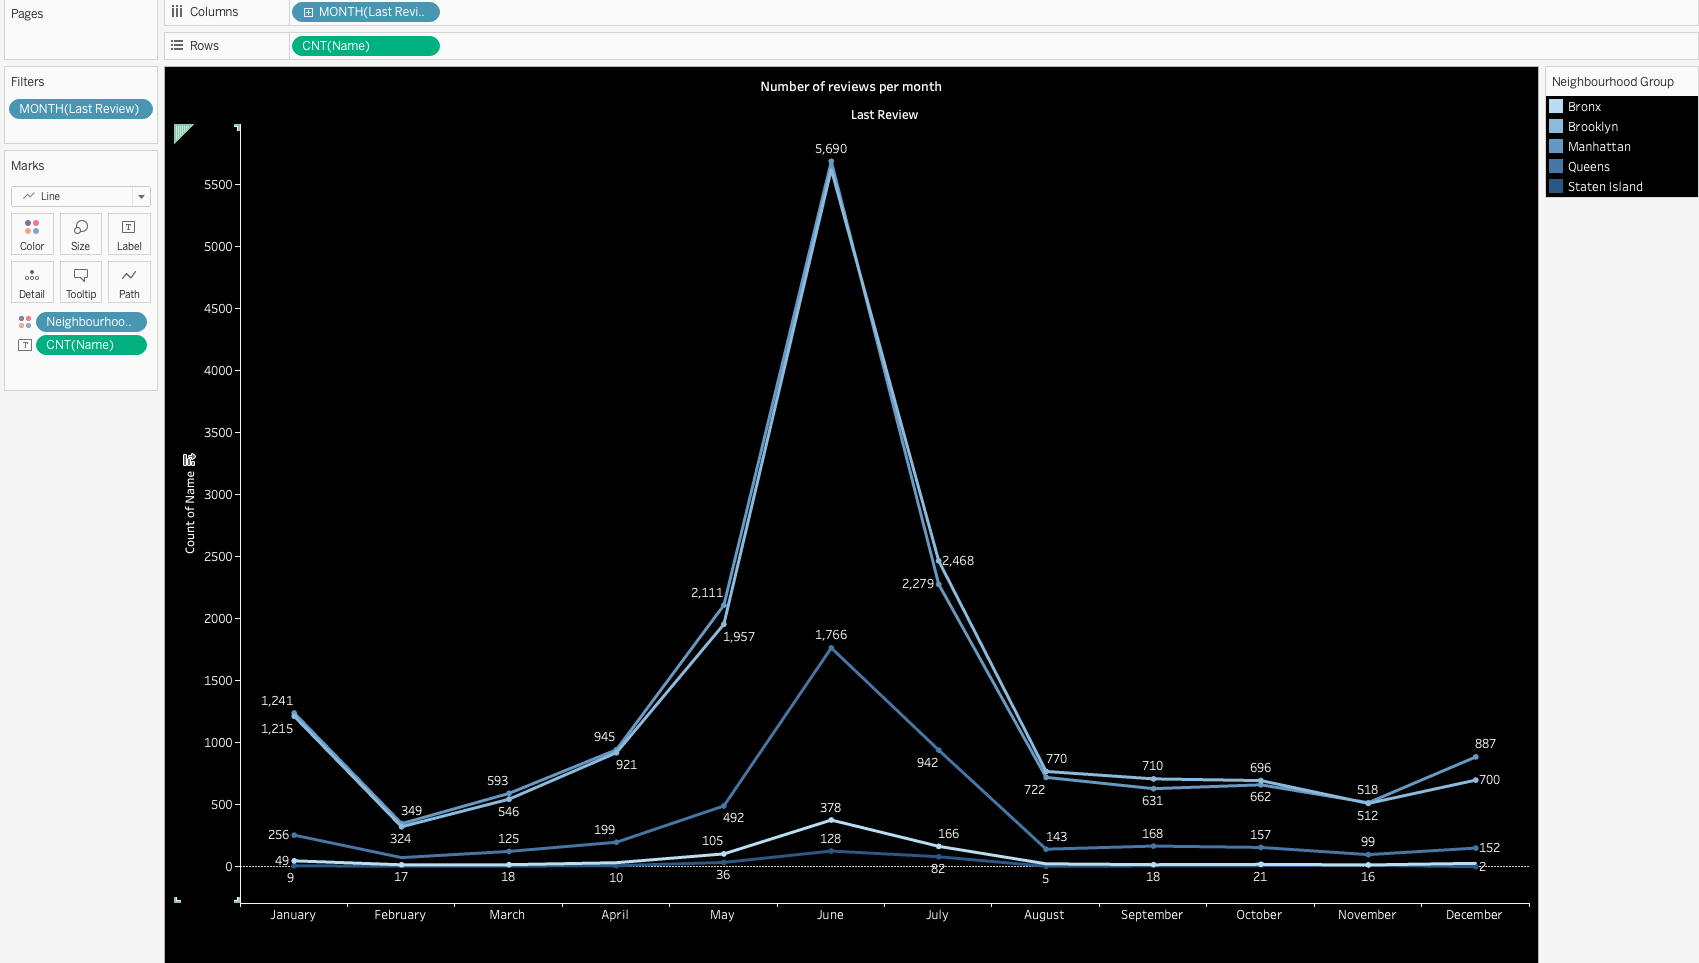 Pages
Columns
MONTH(Last Revi..
Rows
CNT(Name)
Filters
MONTH(Last Review)
Marks
Line
Color
Size
Label
Detail
Tooltip
Path
Neighbourhoo..
CNT(Name)
Number of reviews per month
Last Review
Count of Name
5500
5000
4500
4000
3500
3000
2500
2000
1500
1000
500
0
5,690
2,468
2,279
2,111
1,957
1,766
1,241
1,215
945
921
942
887
770
710
696
700
722
631
662
593
546
518
512
349
324
492
378
256
125
199
105
128
166
143
168
157
99
152
49
9
17
18
10
36
82
5
18
21
16
2
January
February
March
April
May
June
July
August
September
October
November
December
Neighbourhood Group
Bronx
Brooklyn
Manhattan
Queens
Staten Island